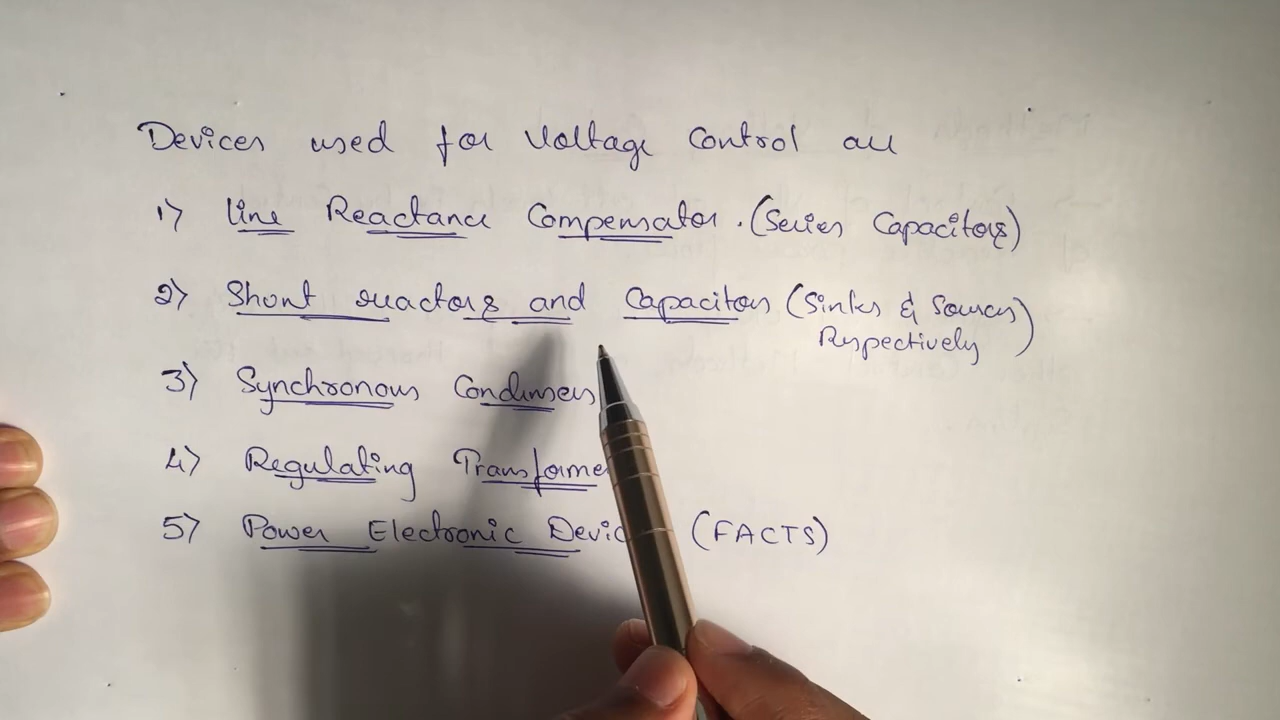 Devices used for Voltage Control are
1) Line Reactance Compensator. (Series Capacitors)
2) Shunt reactors and Capacitors (Sinks & Sources
Respectively)
3) Synchronous Condensers
4) Regulating Transforme
5) Power Electronic Devic (FACTS)